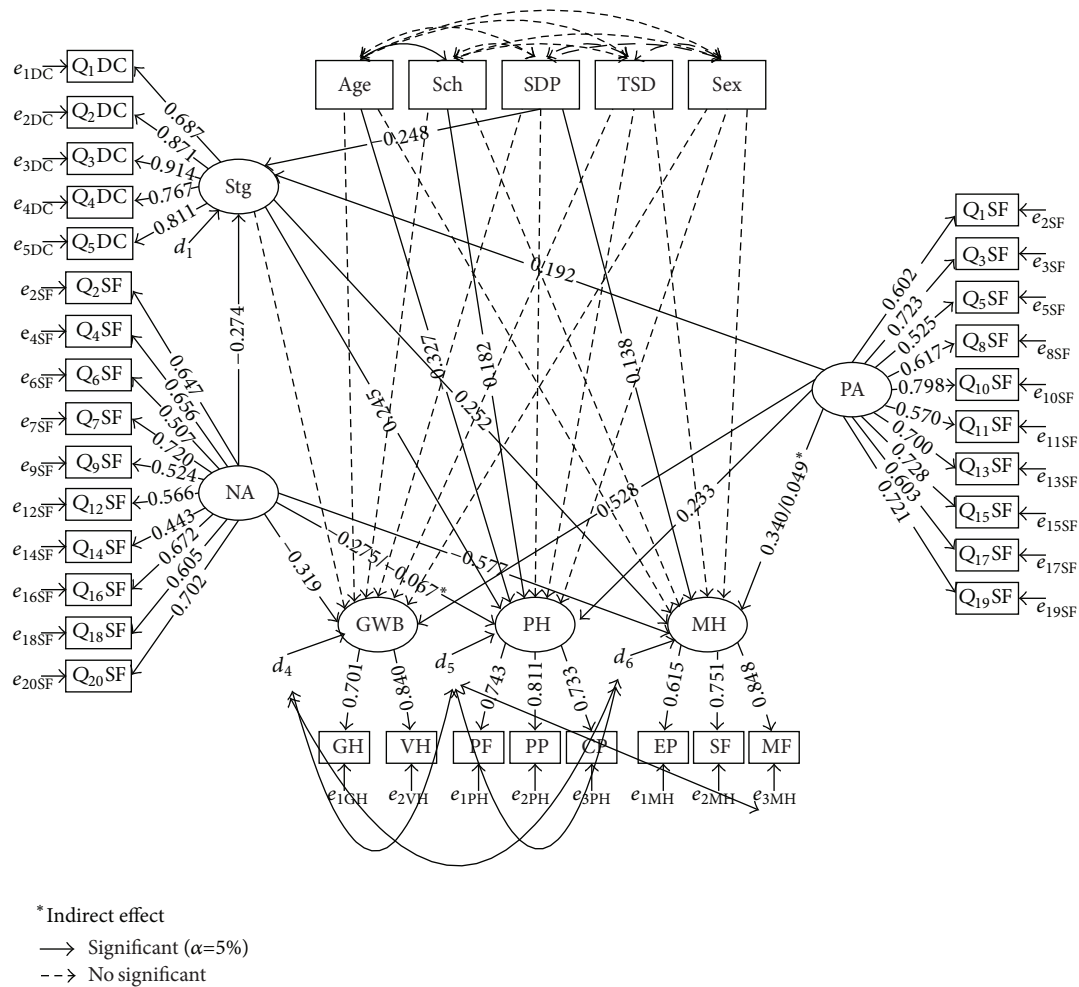 Age Sch SDP TSD Sex
e1DC Q1DC
e2DC Q2DC
e3DC Q3DC
e4DC Q4DC
e5DC Q5DC
0.687
0.871
0.914
0.767
0.811
Stg
d1
0.248
0.192
0.274
e2SF Q2SF
e4SF Q4SF
e6SF Q6SF
e7SF Q7SF
e9SF Q9SF
e12SF Q12SF
e14SF Q14SF
e16SF Q16SF
e18SF Q18SF
e20SF Q20SF
0.647
0.656
0.507
0.720
0.524
0.566
0.443
0.672
0.605
0.702
NA
0.245
0.327
0.252
0.182
0.138
0.319
0.275/–0.067*
0.577
0.528
0.233
0.340/0.049*
PA
0.602
0.723
0.525
0.617
0.798
0.570
0.700
0.728
0.603
0.721
Q1SF e2SF
Q3SF e3SF
Q5SF e5SF
Q8SF e8SF
Q10SF e10SF
Q11SF e11SF
Q13SF e13SF
Q15SF e15SF
Q17SF e17SF
Q19SF e19SF
GWB PH MH
d4 d5 d6
0.701 0.840 0.743 0.811 0.733 0.615 0.751 0.848
GH VH PF PP CP EP SF MF
e1GH e2VH e1PH e2PH e3PH e1MH e2MH e3MH
*Indirect effect
Significant (α=5%)
No significant